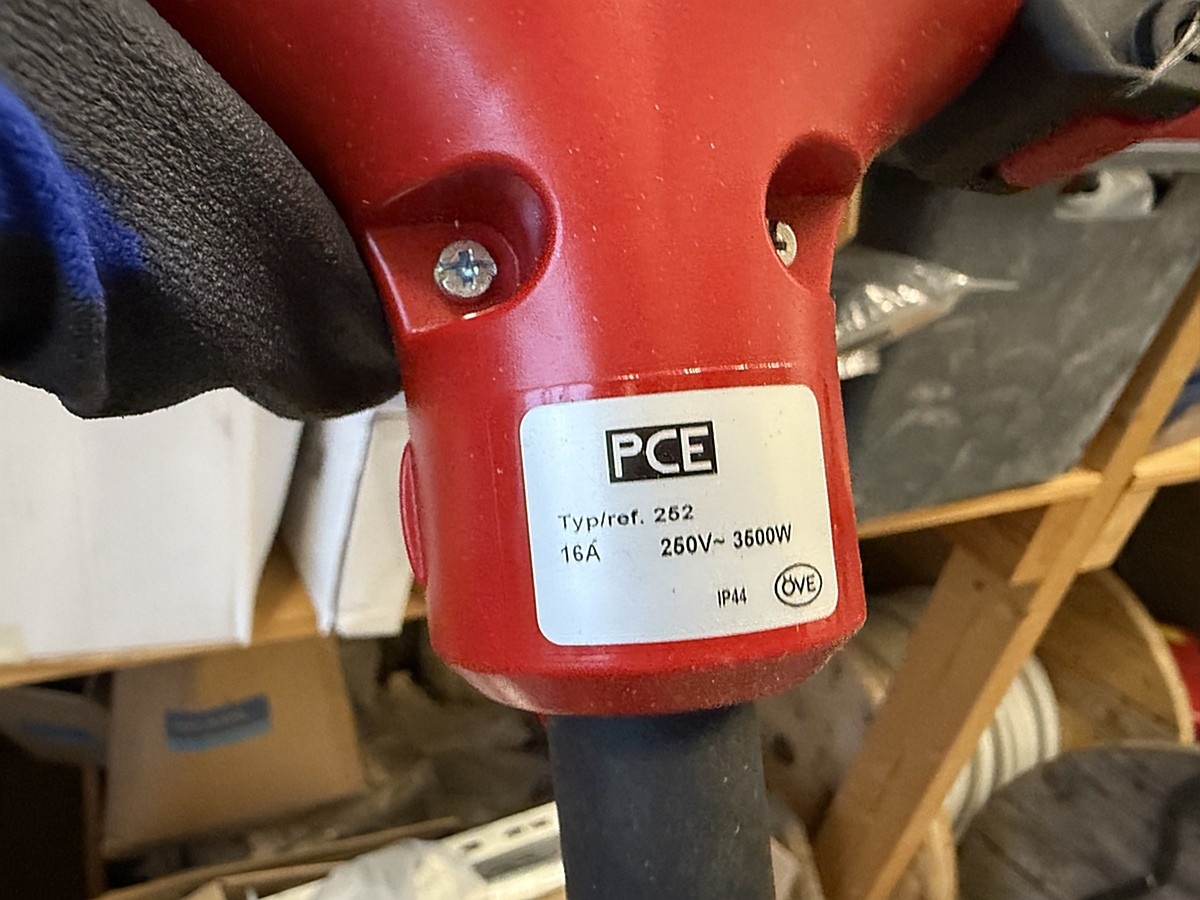 PCE
Typ/ref. 252
16A 250V~ 3500W
IP44 ÖVE